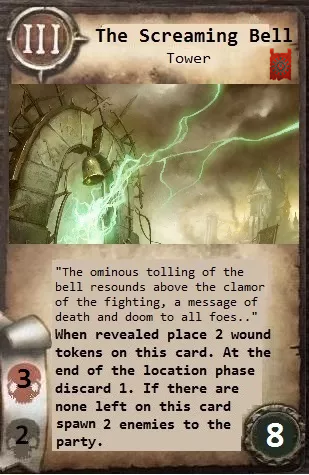 III
The Screaming Bell
Tower
"The ominous tolling of the
bell resounds above the clamor
of the fighting, a message of
death and doom to all foes.."
When revealed place 2 wound
tokens on this card. At the
end of the location phase
discard 1. If there are
none left on this card
spawn 2 enemies to the
party.
3
2
8